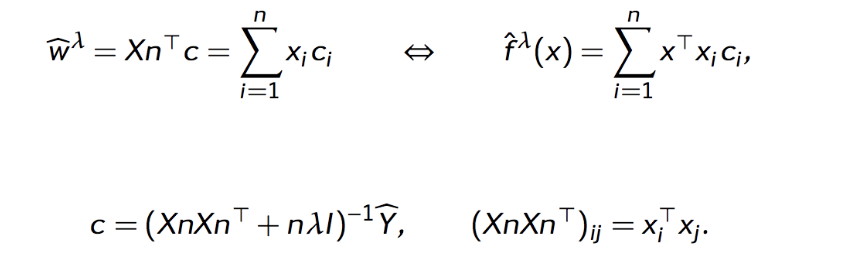 ŵ^λ = Xn^⊤c = ∑_{i=1}^{n} x_i c_i ⇔ f̂^λ(x) = ∑_{i=1}^{n} x^⊤x_i c_i,
c = (XnXn^⊤ + nλI)^{−1}Ŷ, (XnXn^⊤)_{ij} = x_i^⊤x_j.